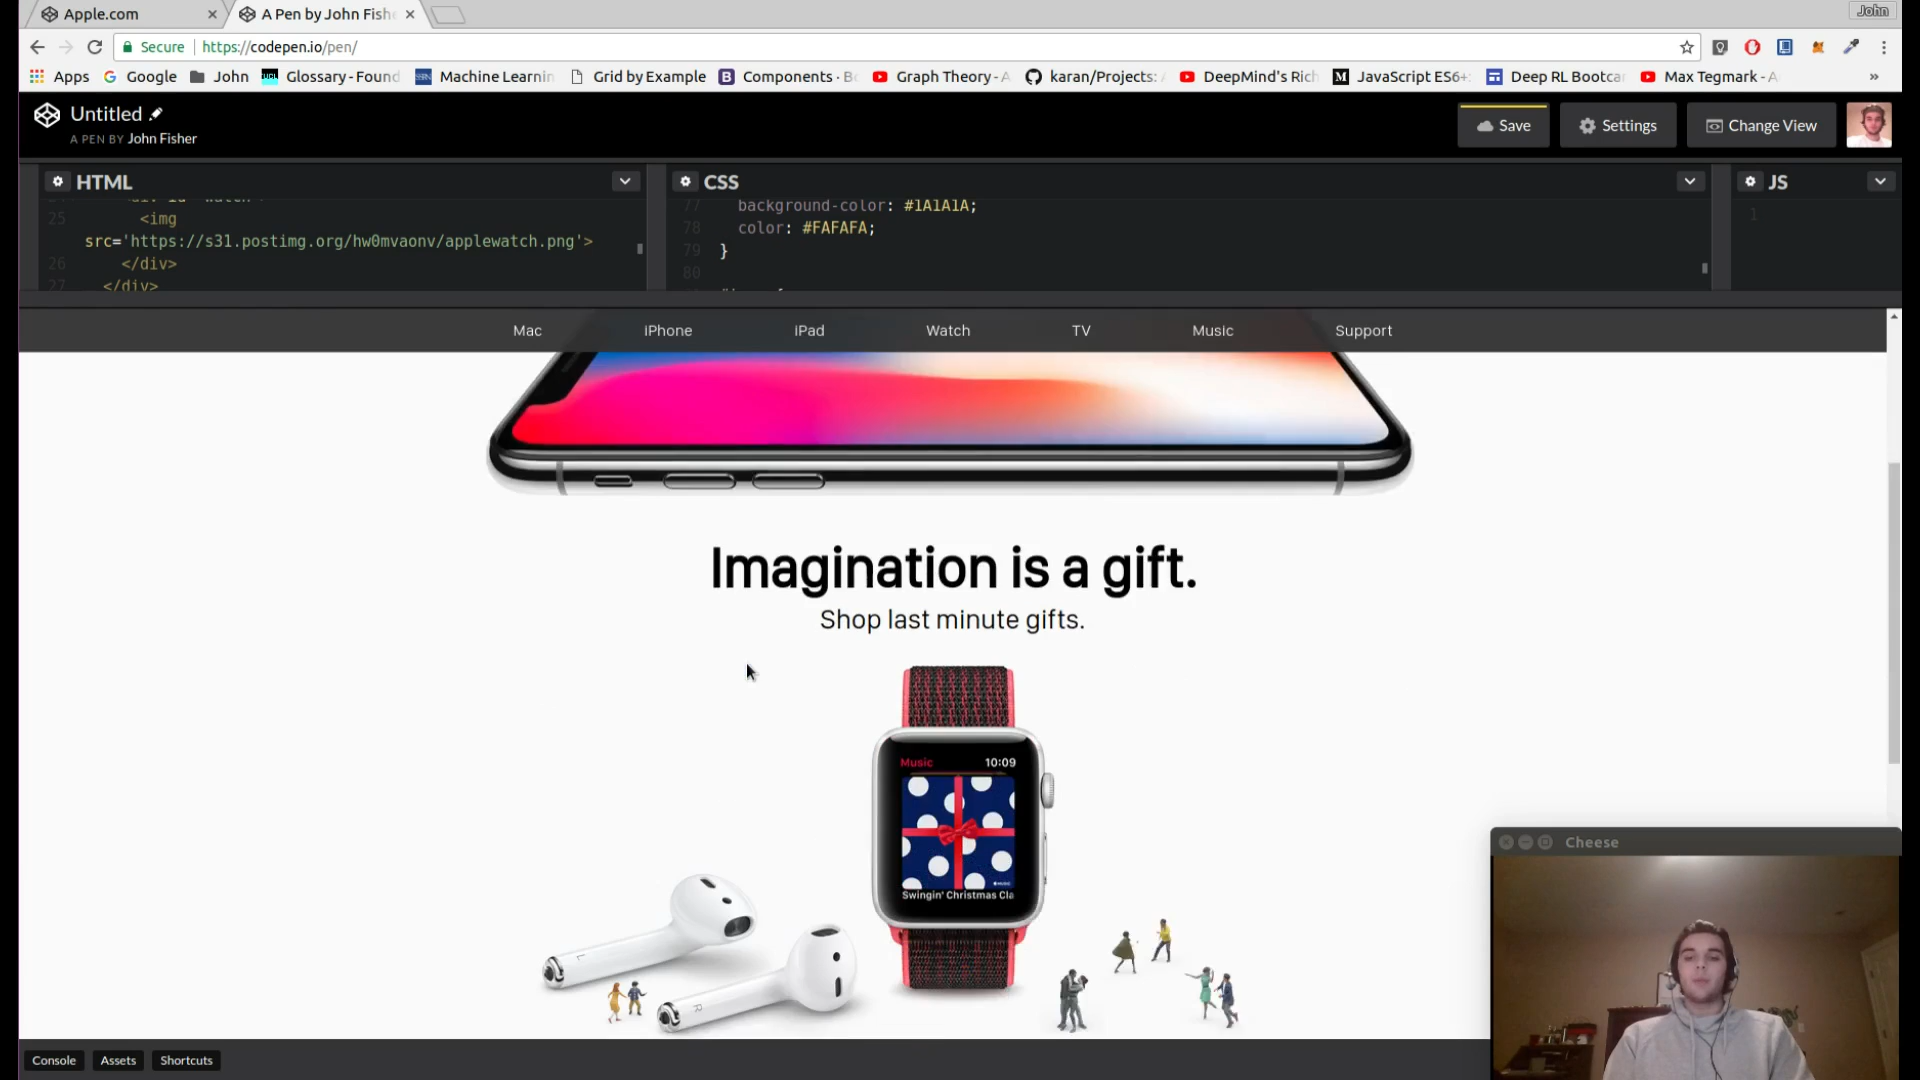 Apple.com
A Pen by John Fish
John
Secure
https://codepen.io/pen/
Apps
Google
John
Glossary - Found
Machine Learnin
Grid by Example
Components · B
Graph Theory - A
karan/Projects:
DeepMind's Rich
JavaScript ES6+
Deep RL Bootca
Max Tegmark - A
»
Untitled
A PEN BY John Fisher
Save
Settings
Change View
HTML
CSS
JS
25 <img
src='https://s31.postimg.org/hw0mvaonv/applewatch.png'>
26 </div>
27 </div>
77 background-color: #1A1A1A;
78 color: #FAFAFA;
79 }
80
1
Mac
iPhone
iPad
Watch
TV
Music
Support
Imagination is a gift.
Shop last minute gifts.
Music 10:09
Swingin' Christmas Cla
L
R
Cheese
Console
Assets
Shortcuts